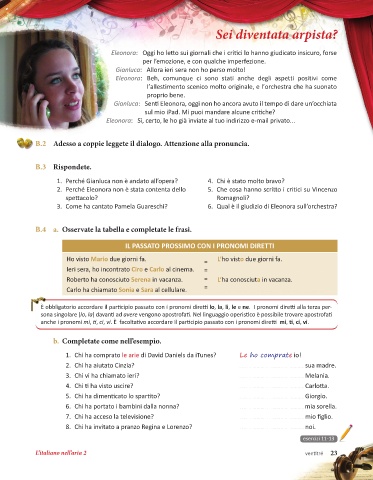 Sei diventata arpista?
Eleonora: Oggi ho letto sui giornali che i critici lo hanno giudicato insicuro, forse
per l'emozione, e con qualche imperfezione.
Gianluca: Allora ieri sera non ho perso molto!
Eleonora: Beh, comunque ci sono stati anche degli aspetti positivi come
l'allestimento scenico molto originale, e l'orchestra che ha suonato
proprio bene.
Gianluca: Senti Eleonora, oggi non ho ancora avuto il tempo di dare un'occhiata
sul mio iPad. Mi puoi mandare alcune critiche?
Eleonora: Sì, certo, le ho già inviate al tuo indirizzo e-mail privato...
B.2 Adesso a coppie leggete il dialogo. Attenzione alla pronuncia.
B.3 Rispondete.
1. Perché Gianluca non è andato all'opera?
2. Perché Eleonora non è stata contenta dello
spettacolo?
3. Come ha cantato Pamela Guareschi?
4. Chi è stato molto bravo?
5. Che cosa hanno scritto i critici su Vincenzo
Romagnoli?
6. Qual è il giudizio di Eleonora sull'orchestra?
B.4 a. Osservate la tabella e completate le frasi.
IL PASSATO PROSSIMO CON I PRONOMI DIRETTI
Ho visto Mario due giorni fa. = L'ho visto due giorni fa.
Ieri sera, ho incontrato Ciro e Carlo al cinema. =
Roberto ha conosciuto Serena in vacanza. = L'ha conosciuta in vacanza.
Carlo ha chiamato Sonia e Sara al cellulare. =
È obbligatorio accordare il participio passato con i pronomi diretti lo, la, li, le e ne. I pronomi diretti alla terza per-
sona singolare (lo, la) davanti ad avere vengono apostrofati. Nel linguaggio operistico è possibile trovare apostrofati
anche i pronomi mi, ti, ci, vi. È facoltativo accordare il participio passato con i pronomi diretti mi, ti, ci, vi.
b. Completate come nell'esempio.
1. Chi ha comprato le arie di David Daniels da iTunes? Le ho comprate io!
2. Chi ha aiutato Cinzia? sua madre.
3. Chi vi ha chiamato ieri? Melania.
4. Chi ti ha visto uscire? Carlotta.
5. Chi ha dimenticato lo spartito? Giorgio.
6. Chi ha portato i bambini dalla nonna? mia sorella.
7. Chi ha acceso la televisione? mio figlio.
8. Chi ha invitato a pranzo Regina e Lorenzo? noi.
esercizi 11-13
L'italiano nell'aria 2
ventitré 23